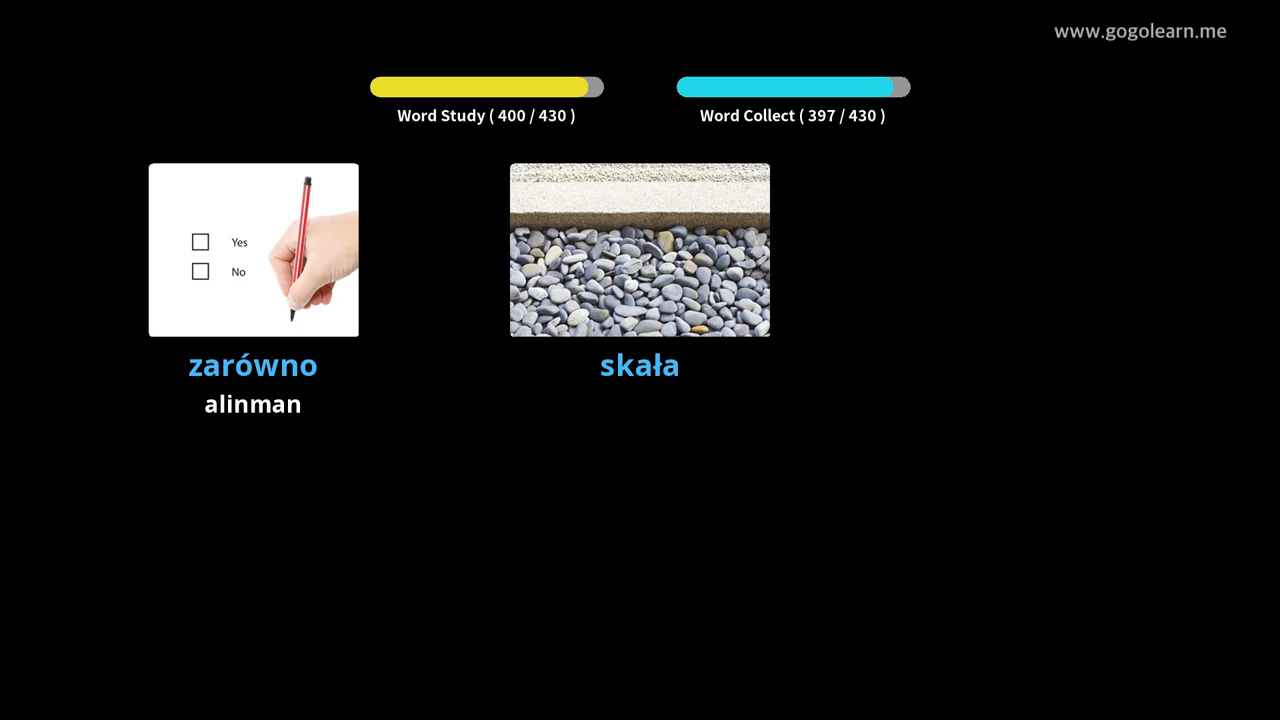 www.gogolearn.me
Word Study ( 400 / 430 )
Word Collect ( 397 / 430 )
Yes
No
zarówno
skała
alinman